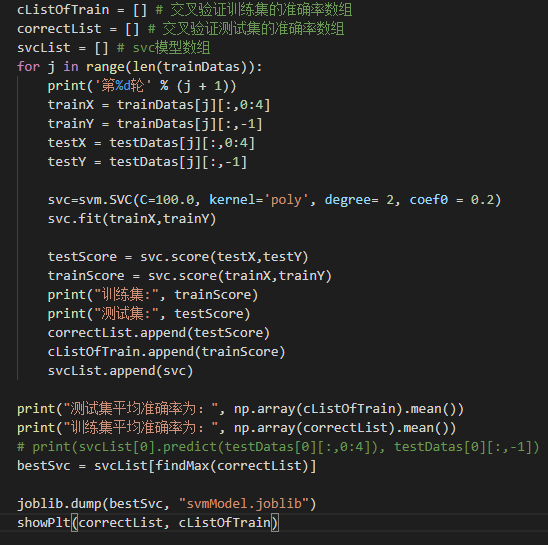 cListOfTrain = [] # 交叉验证训练集的准确率数组
correctList = [] # 交叉验证测试集的准确率数组
svcList = [] # svc模型数组
for j in range(len(trainDatas)):
    print('第%d轮' % (j + 1))
    trainX = trainDatas[j][:,0:4]
    trainY = trainDatas[j][:,-1]
    testX = testDatas[j][:,0:4]
    testY = testDatas[j][:,-1]

    svc=svm.SVC(C=100.0, kernel='poly', degree= 2, coef0 = 0.2)
    svc.fit(trainX,trainY)

    testScore = svc.score(testX,testY)
    trainScore = svc.score(trainX,trainY)
    print("训练集:", trainScore)
    print("测试集:", testScore)
    correctList.append(testScore)
    cListOfTrain.append(trainScore)
    svcList.append(svc)

print("测试集平均准确率为：", np.array(cListOfTrain).mean())
print("训练集平均准确率为：", np.array(correctList).mean())
# print(svcList[0].predict(testDatas[0][:,0:4]), testDatas[0][:,-1])
bestSvc = svcList[findMax(correctList)]

joblib.dump(bestSvc, "svmModel.joblib")
showPlt(correctList, cListOfTrain)